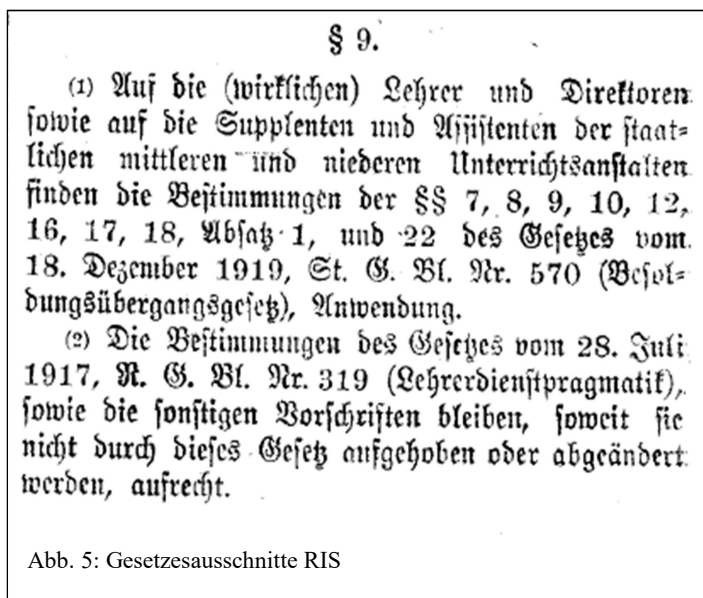 § 9.
(1) Auf die (wirklichen) Lehrer und Direktoren
sowie auf die Supplenten und Assistenten der staat-
lichen mittleren und niederen Unterrichtsanstalten
finden die Bestimmungen der §§ 7, 8, 9, 10, 12,
16, 17, 18, Absatz 1, und 22 des Gesetzes vom
18. Dezember 1919, St. G. Bl. Nr. 570 (Besol-
dungsübergangsgesetz), Anwendung.
(2) Die Bestimmungen des Gesetzes vom 28. Juli
1917, R. G. Bl. Nr. 319 (Lehrerdienstpragmatik),
sowie die sonstigen Vorschriften bleiben, soweit sie
nicht durch dieses Gesetz aufgehoben oder abgeändert
werden, aufrecht.
Abb. 5: Gesetzesausschnitte RIS